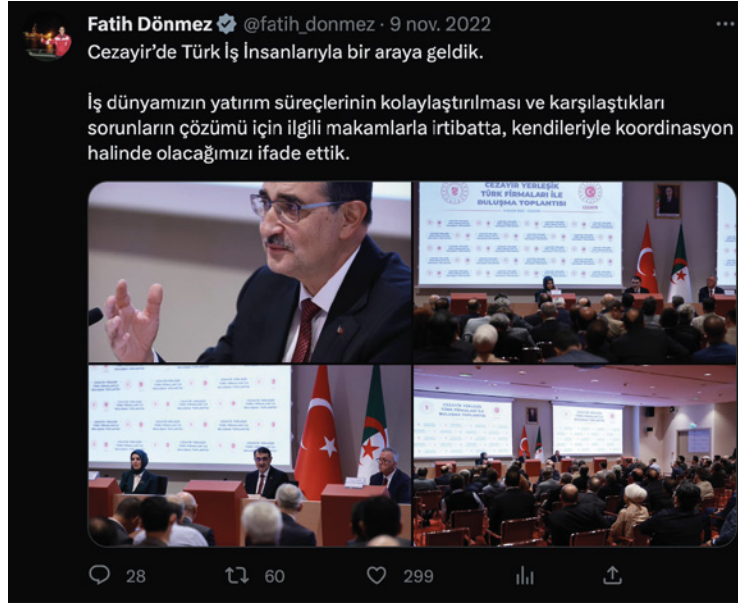 Fatih Dönmez @fatih_donmez · 9 nov. 2022
Cezayir'de Türk İş İnsanlarıyla bir araya geldik.
İş dünyamızın yatırım süreçlerinin kolaylaştırılması ve karşılaştıkları
sorunların çözümü için ilgili makamlarla irtibatta, kendileriyle koordinasyon
halinde olacağımızı ifade ettik.
CEZAYİR YERLEŞİK
TÜRK FİRMALARI İLE
BULUŞMA TOPLANTISI
28 60 299